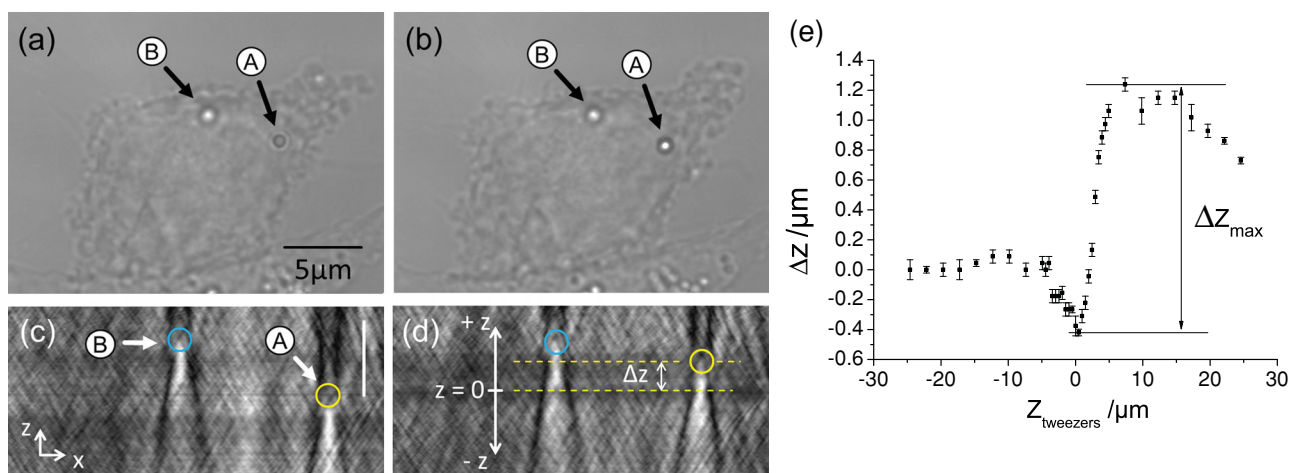 (a)
B
A
5μm
(b)
B
A
(c)
B
A
z
x
(d)
+ z
z = 0
Δz
- z
(e)
Δz /μm
1.4
1.2
1.0
0.8
0.6
0.4
0.2
0.0
-0.2
-0.4
-0.6
ΔZmax
-30
-20
-10
0
10
20
30
Ztweezers /μm